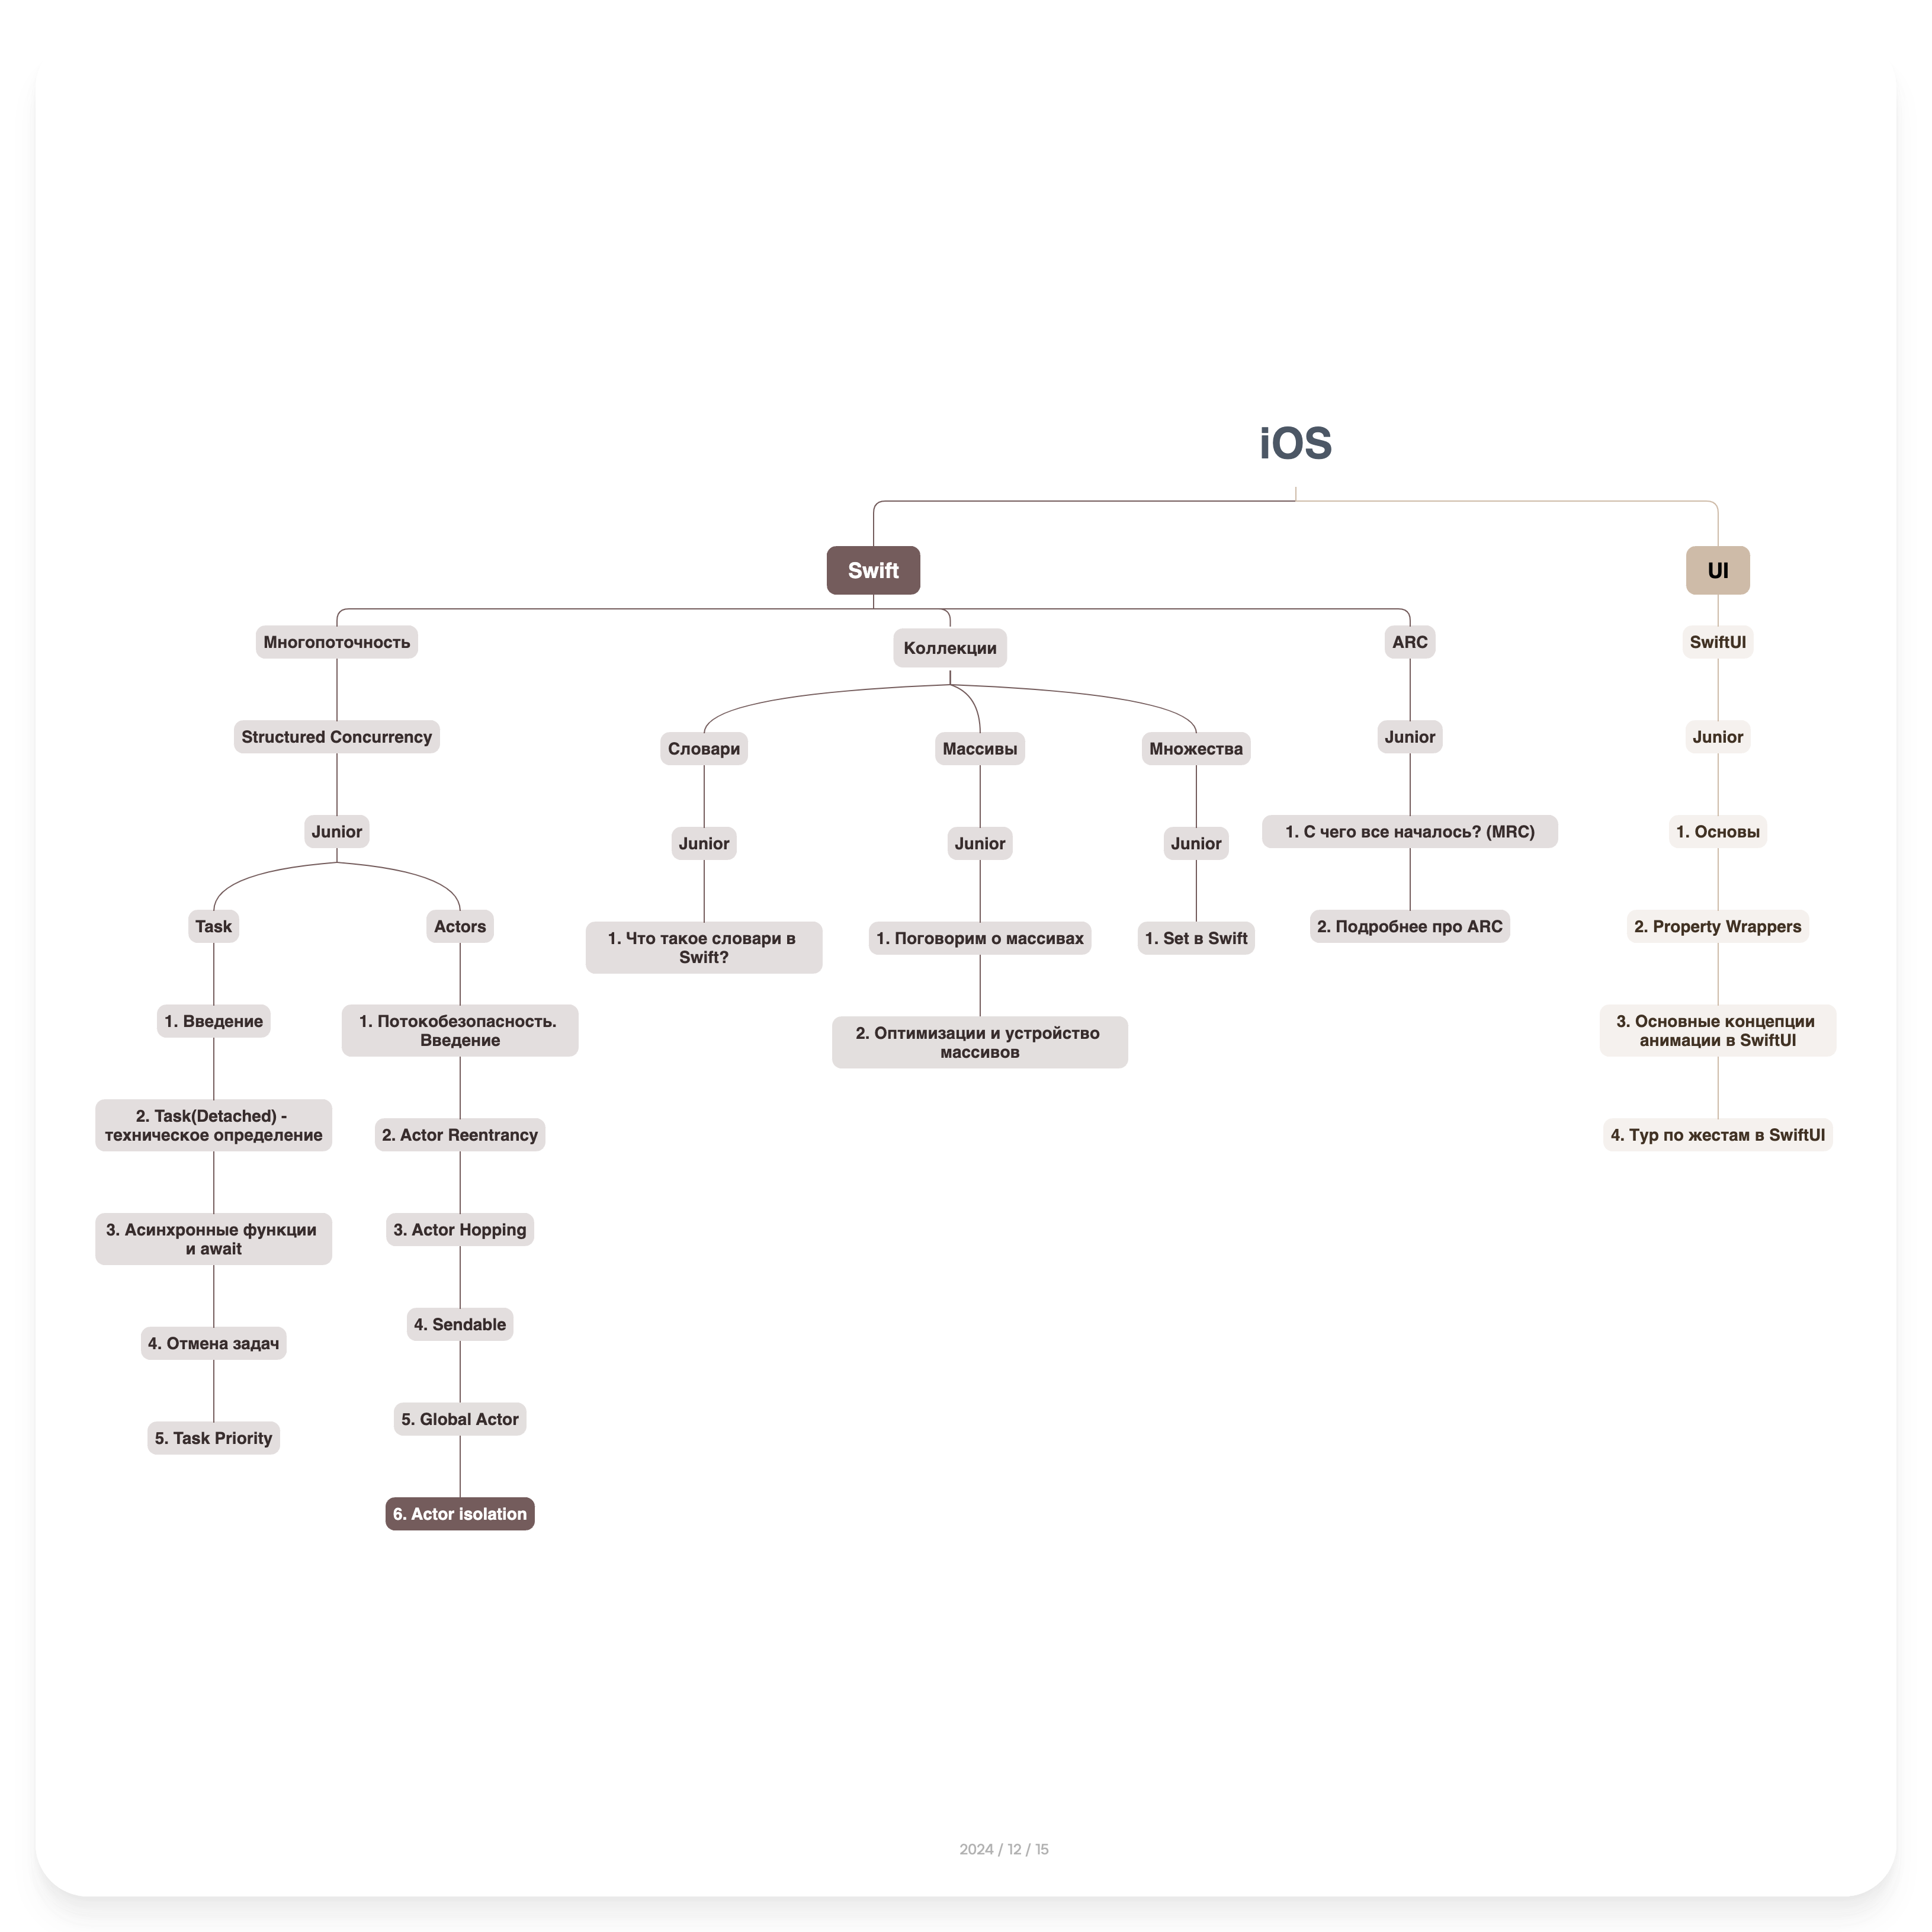 iOS
Swift
UI
Многопоточность
Коллекции
ARC
SwiftUI
Structured Concurrency
Словари
Массивы
Множества
Junior
Junior
Junior
Junior
Junior
Junior
1. С чего все началось? (MRC)
1. Основы
Task
Actors
1. Что такое словари в
Swift?
1. Поговорим о массивах
1. Set в Swift
2. Подробнее про ARC
2. Property Wrappers
1. Введение
1. Потокобезопасность.
Введение
2. Оптимизации и устройство
массивов
3. Основные концепции
анимации в SwiftUI
2. Task(Detached) -
техническое определение
2. Actor Reentrancy
4. Тур по жестам в SwiftUI
3. Асинхронные функции
и await
3. Actor Hopping
4. Отмена задач
4. Sendable
5. Task Priority
5. Global Actor
6. Actor isolation
2024 / 12 / 15